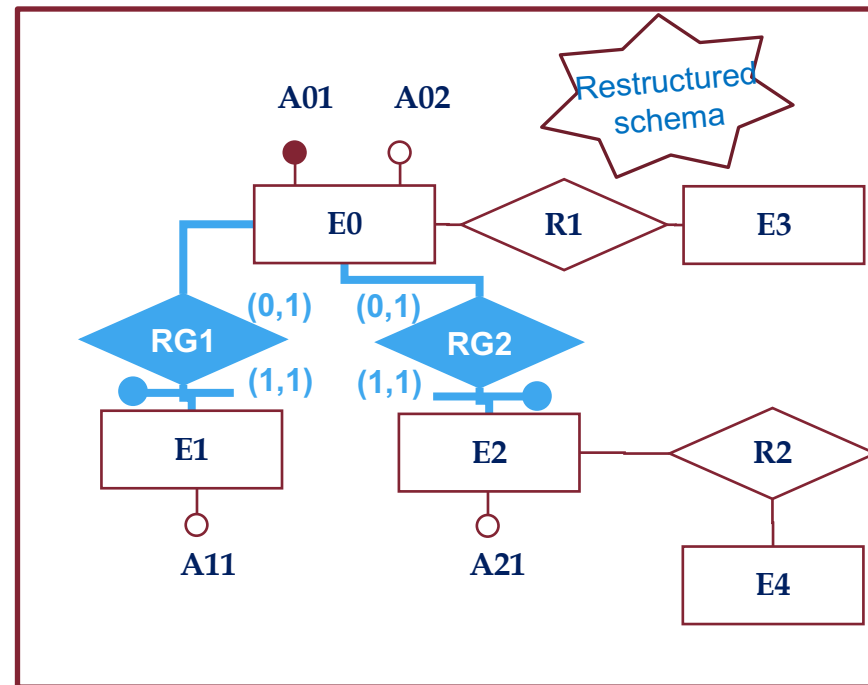 Restructured
schema
A01 A02
E0 R1 E3
(0,1) (0,1)
RG1 RG2
(1,1) (1,1)
E1 E2 R2
A11 A21
E4